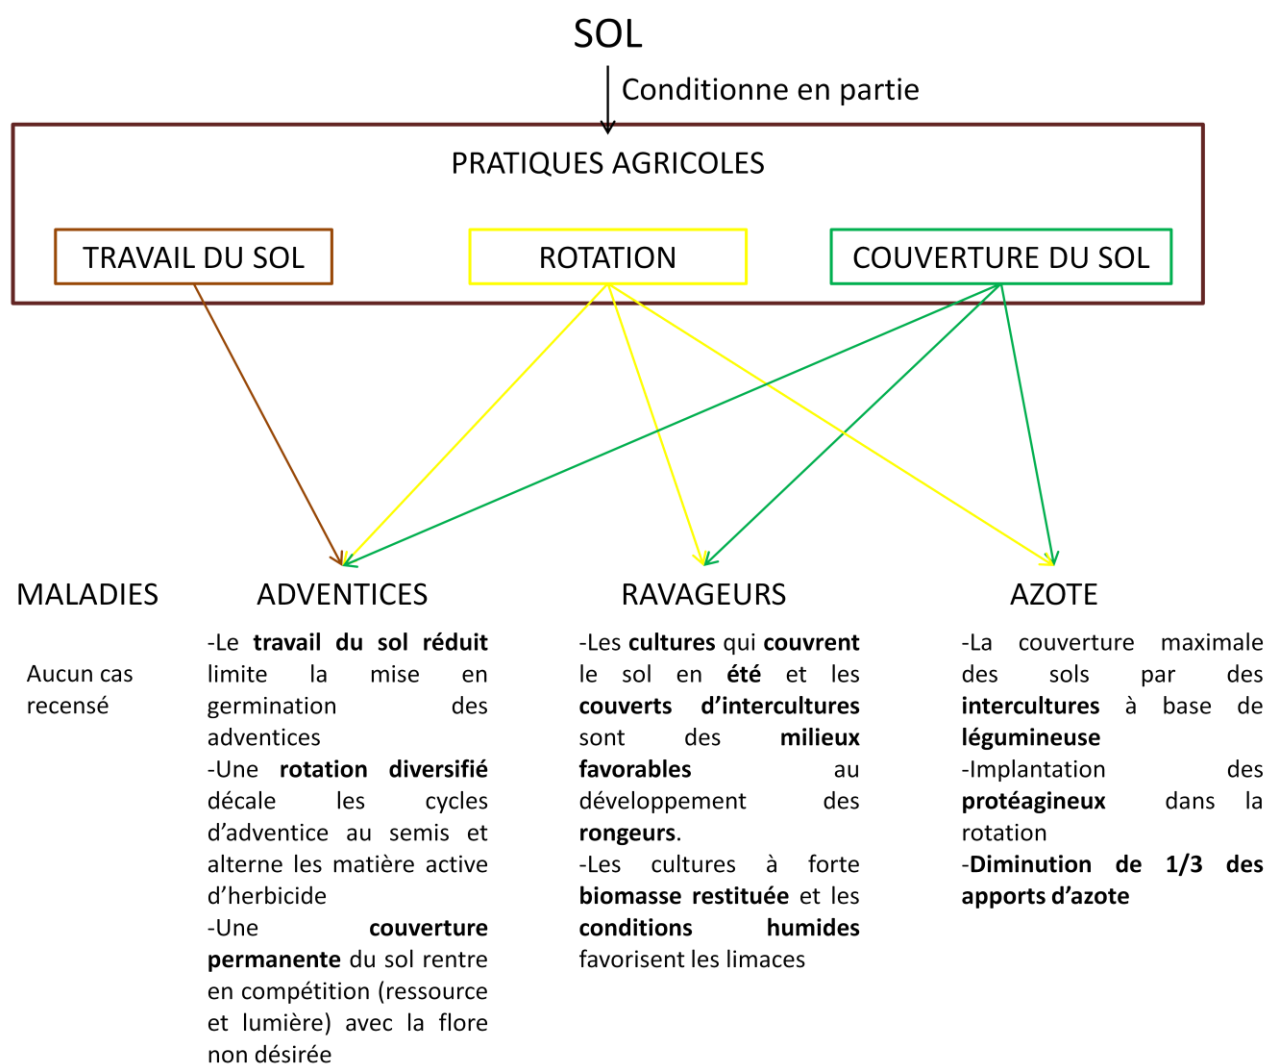 SOL
Conditionne en partie
PRATIQUES AGRICOLES
TRAVAIL DU SOL
ROTATION
COUVERTURE DU SOL
MALADIES
Aucun cas
recensé
ADVENTICES
-Le travail du sol réduit
limite la mise en
germination des
adventices
-Une rotation diversifié
décale les cycles
d'adventice au semis et
alterne les matière active
d'herbicide
-Une couverture
permanente du sol rentre
en compétition (ressource
et lumière) avec la flore
non désirée
RAVAGEURS
-Les cultures qui couvrent
le sol en été et les
couverts d'intercultures
sont des milieux
favorables au
développement des
rongeurs.
-Les cultures à forte
biomasse restituée et les
conditions humides
favorisent les limaces
AZOTE
-La couverture maximale
des sols par des
intercultures à base de
légumineuse
-Implantation des
protéagineux dans la
rotation
-Diminution de 1/3 des
apports d'azote